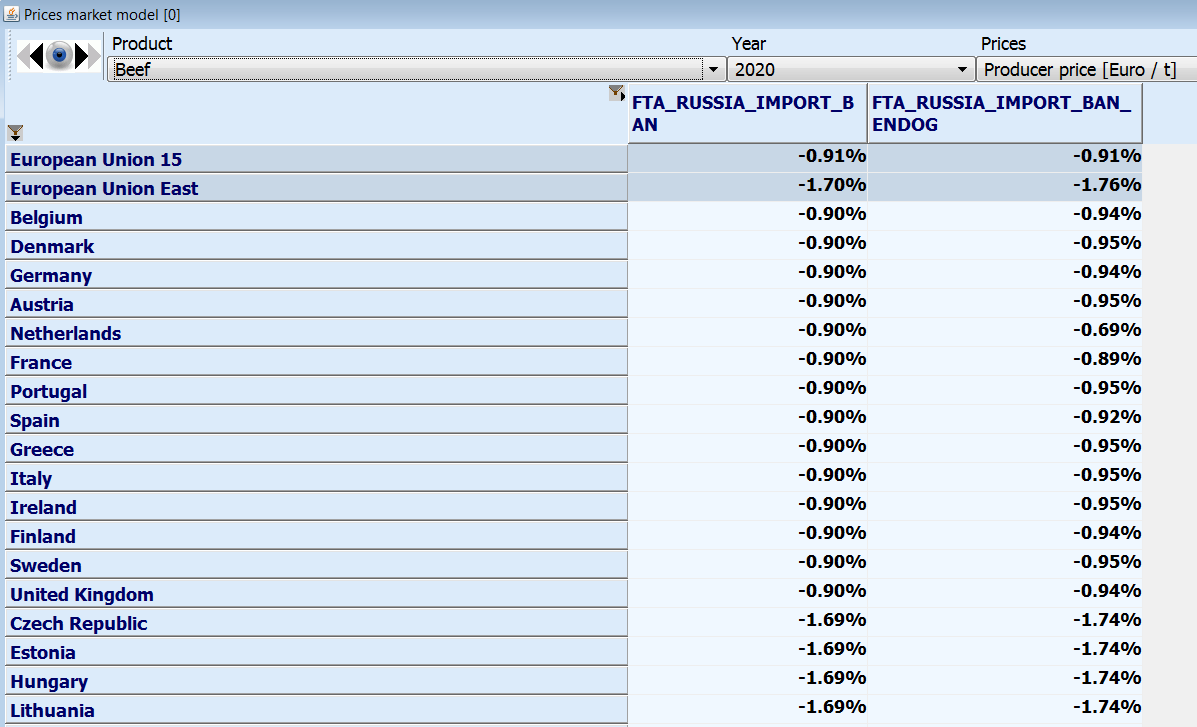 Prices market model [0]
Product Year Prices
Beef 2020 Producer price [Euro / t]
FTA_RUSSIA_IMPORT_B FTA_RUSSIA_IMPORT_BAN_
AN ENDOG
European Union 15 -0.91% -0.91%
European Union East -1.70% -1.76%
Belgium -0.90% -0.94%
Denmark -0.90% -0.95%
Germany -0.90% -0.94%
Austria -0.90% -0.95%
Netherlands -0.90% -0.69%
France -0.90% -0.89%
Portugal -0.90% -0.95%
Spain -0.90% -0.92%
Greece -0.90% -0.95%
Italy -0.90% -0.95%
Ireland -0.90% -0.95%
Finland -0.90% -0.94%
Sweden -0.90% -0.95%
United Kingdom -0.90% -0.94%
Czech Republic -1.69% -1.74%
Estonia -1.69% -1.74%
Hungary -1.69% -1.74%
Lithuania -1.69% -1.74%